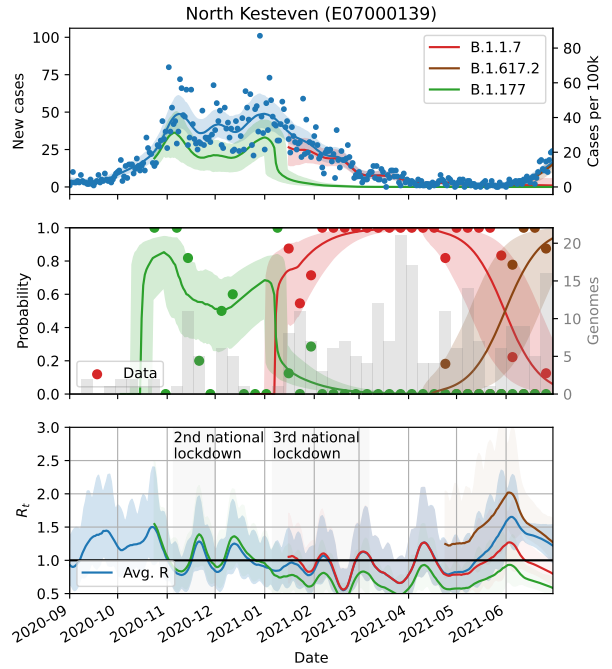 North Kesteven (E07000139)
100
75
50
25
0
New cases
80
60
40
20
0
Cases per 100k
B.1.1.7
B.1.617.2
B.1.177
1.0
0.8
0.6
0.4
0.2
0.0
Probability
20
15
10
5
0
Genomes
Data
3.0
2.5
2.0
1.5
1.0
0.5
Rt
2nd national
lockdown
3rd national
lockdown
Avg. R
2020-09
2020-10
2020-11
2020-12
2021-01
2021-02
2021-03
2021-04
2021-05
2021-06
Date